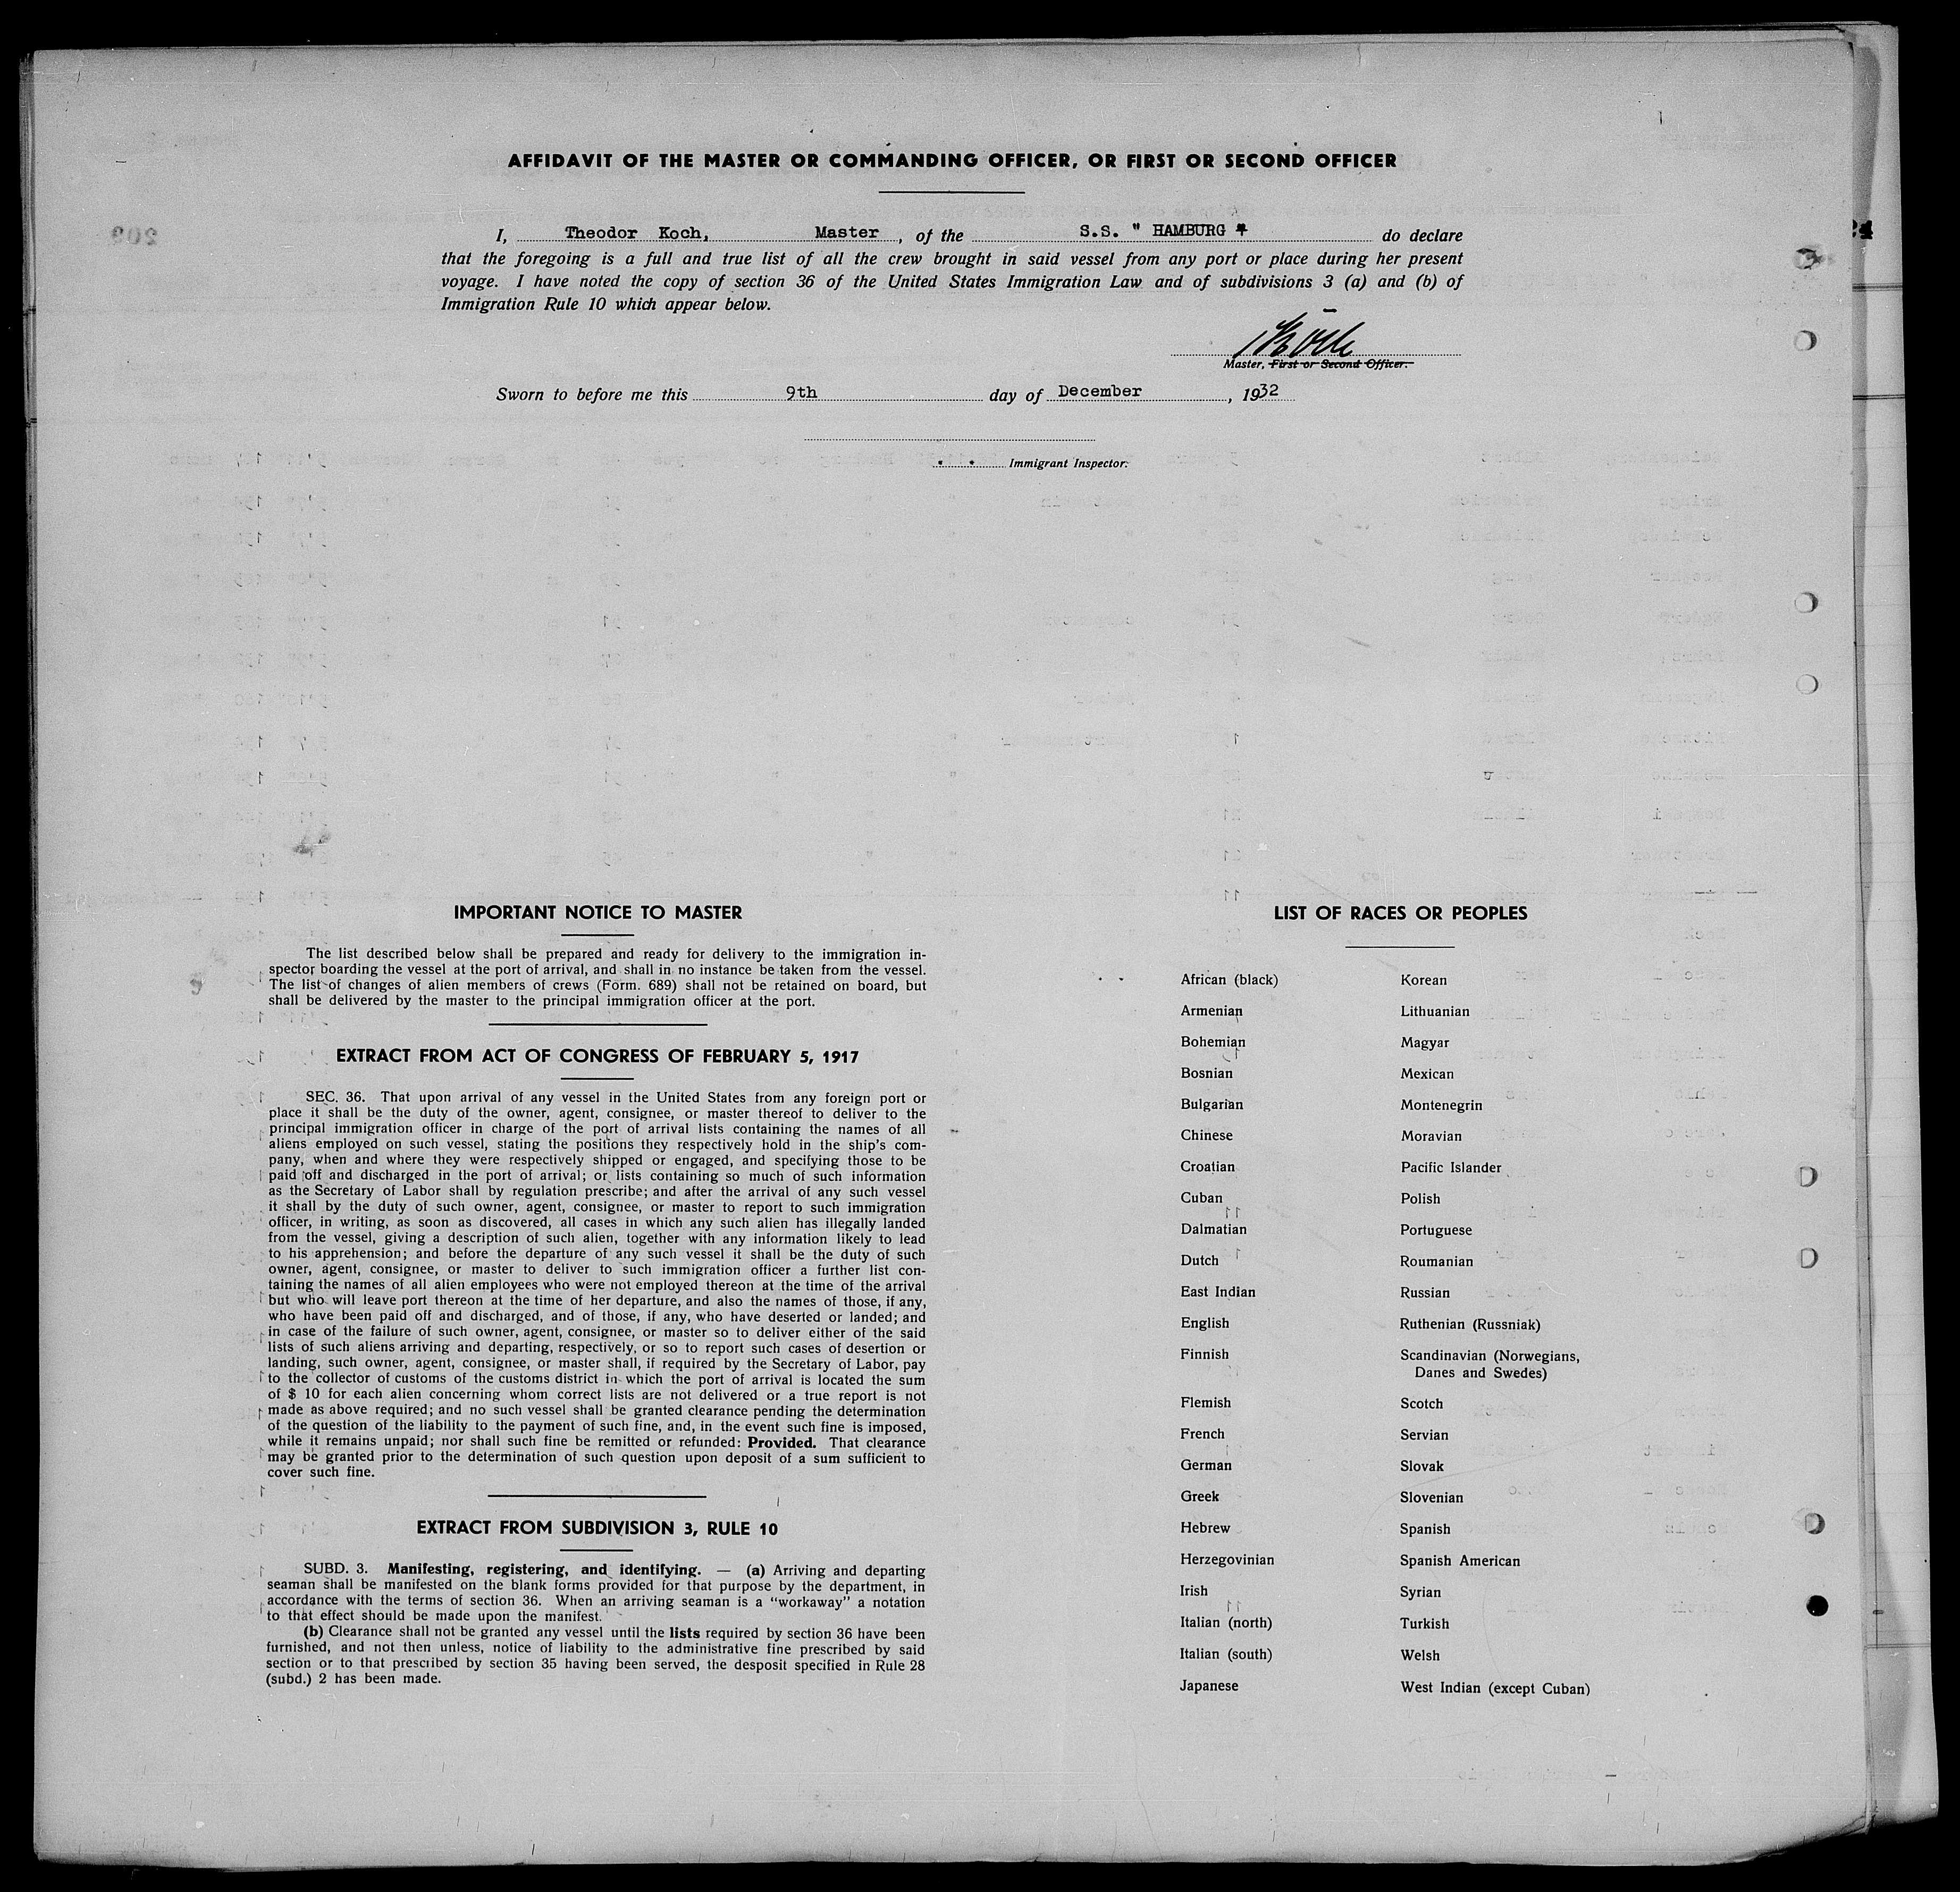 AFFIDAVIT OF THE MASTER OR COMMANDING OFFICER, OR FIRST OR SECOND OFFICER
I, Theodor Koch, Master, of the S.S. " HAMBURG " do declare
that the foregoing is a full and true list of all the crew brought in said vessel from any port or place during her present
voyage. I have noted the copy of section 36 of the United States Immigration Law and of subdivisions 3 (a) and (b) of
Immigration Rule 10 which appear below.
Koch
Master, First or Second Officer.
Sworn to before me this 9th day of December, 1932
Immigrant Inspector.
IMPORTANT NOTICE TO MASTER
The list described below shall be prepared and ready for delivery to the immigration in-
spector boarding the vessel at the port of arrival, and shall in no instance be taken from the vessel.
The list of changes of alien members of crews (Form. 689) shall not be retained on board, but
shall be delivered by the master to the principal immigration officer at the port.
EXTRACT FROM ACT OF CONGRESS OF FEBRUARY 5, 1917
SEC. 36. That upon arrival of any vessel in the United States from any foreign port or
place it shall be the duty of the owner, agent, consignee, or master thereof to deliver to the
principal immigration officer in charge of the port of arrival lists containing the names of all
aliens employed on such vessel, stating the positions they respectively hold in the ship's com-
pany, when and where they were respectively shipped or engaged, and specifying those to be
paid off and discharged in the port of arrival; or lists containing so much of such information
as the Secretary of Labor shall by regulation prescribe; and after the arrival of any such vessel
it shall by the duty of such owner, agent, consignee, or master to report to such immigration
officer, in writing, as soon as discovered, all cases in which any such alien has illegally landed
from the vessel, giving a description of such alien, together with any information likely to lead
to his apprehension; and before the departure of any such vessel it shall be the duty of such
owner, agent, consignee, or master to deliver to such immigration officer a further list con-
taining the names of all alien employees who were not employed thereon at the time of the arrival
but who will leave port thereon at the time of her departure, and also the names of those, if any,
who have been paid off and discharged, and of those, if any, who have deserted or landed; and
in case of the failure of such owner, agent, consignee, or master so to deliver either of the said
lists of such aliens arriving and departing, respectively, or so to report such cases of desertion or
landing, such owner, agent, consignee, or master shall, if required by the Secretary of Labor, pay
to the collector of customs of the customs district in which the port of arrival is located the sum
of $ 10 for each alien concerning whom correct lists are not delivered or a true report is not
made as above required; and no such vessel shall be granted clearance pending the determination
of the question of the liability to the payment of such fine, and, in the event such fine is imposed,
while it remains unpaid; nor shall such fine be remitted or refunded: Provided. That clearance
may be granted prior to the determination of such question upon deposit of a sum sufficient to
cover such fine.
EXTRACT FROM SUBDIVISION 3, RULE 10
SUBD. 3. Manifesting, registering, and identifying. — (a) Arriving and departing
seaman shall be manifested on the blank forms provided for that purpose by the department, in
accordance with the terms of section 36. When an arriving seaman is a "workaway" a notation
to that effect should be made upon the manifest.
(b) Clearance shall not be granted any vessel until the lists required by section 36 have been
furnished, and not then unless, notice of liability to the administrative fine prescribed by said
section or to that prescribed by section 35 having been served, the desposit specified in Rule 28
(subd.) 2 has been made.
LIST OF RACES OR PEOPLES
African (black)
Armenian
Bohemian
Bosnian
Bulgarian
Chinese
Croatian
Cuban
Dalmatian
Dutch
East Indian
English
Finnish
Flemish
French
German
Greek
Hebrew
Herzegovinian
Irish
Italian (north)
Italian (south)
Japanese
Korean
Lithuanian
Magyar
Mexican
Montenegrin
Moravian
Pacific Islander
Polish
Portuguese
Roumanian
Russian
Ruthenian (Russniak)
Scandinavian (Norwegians,
Danes and Swedes)
Scotch
Servian
Slovak
Slovenian
Spanish
Spanish American
Syrian
Turkish
Welsh
West Indian (except Cuban)